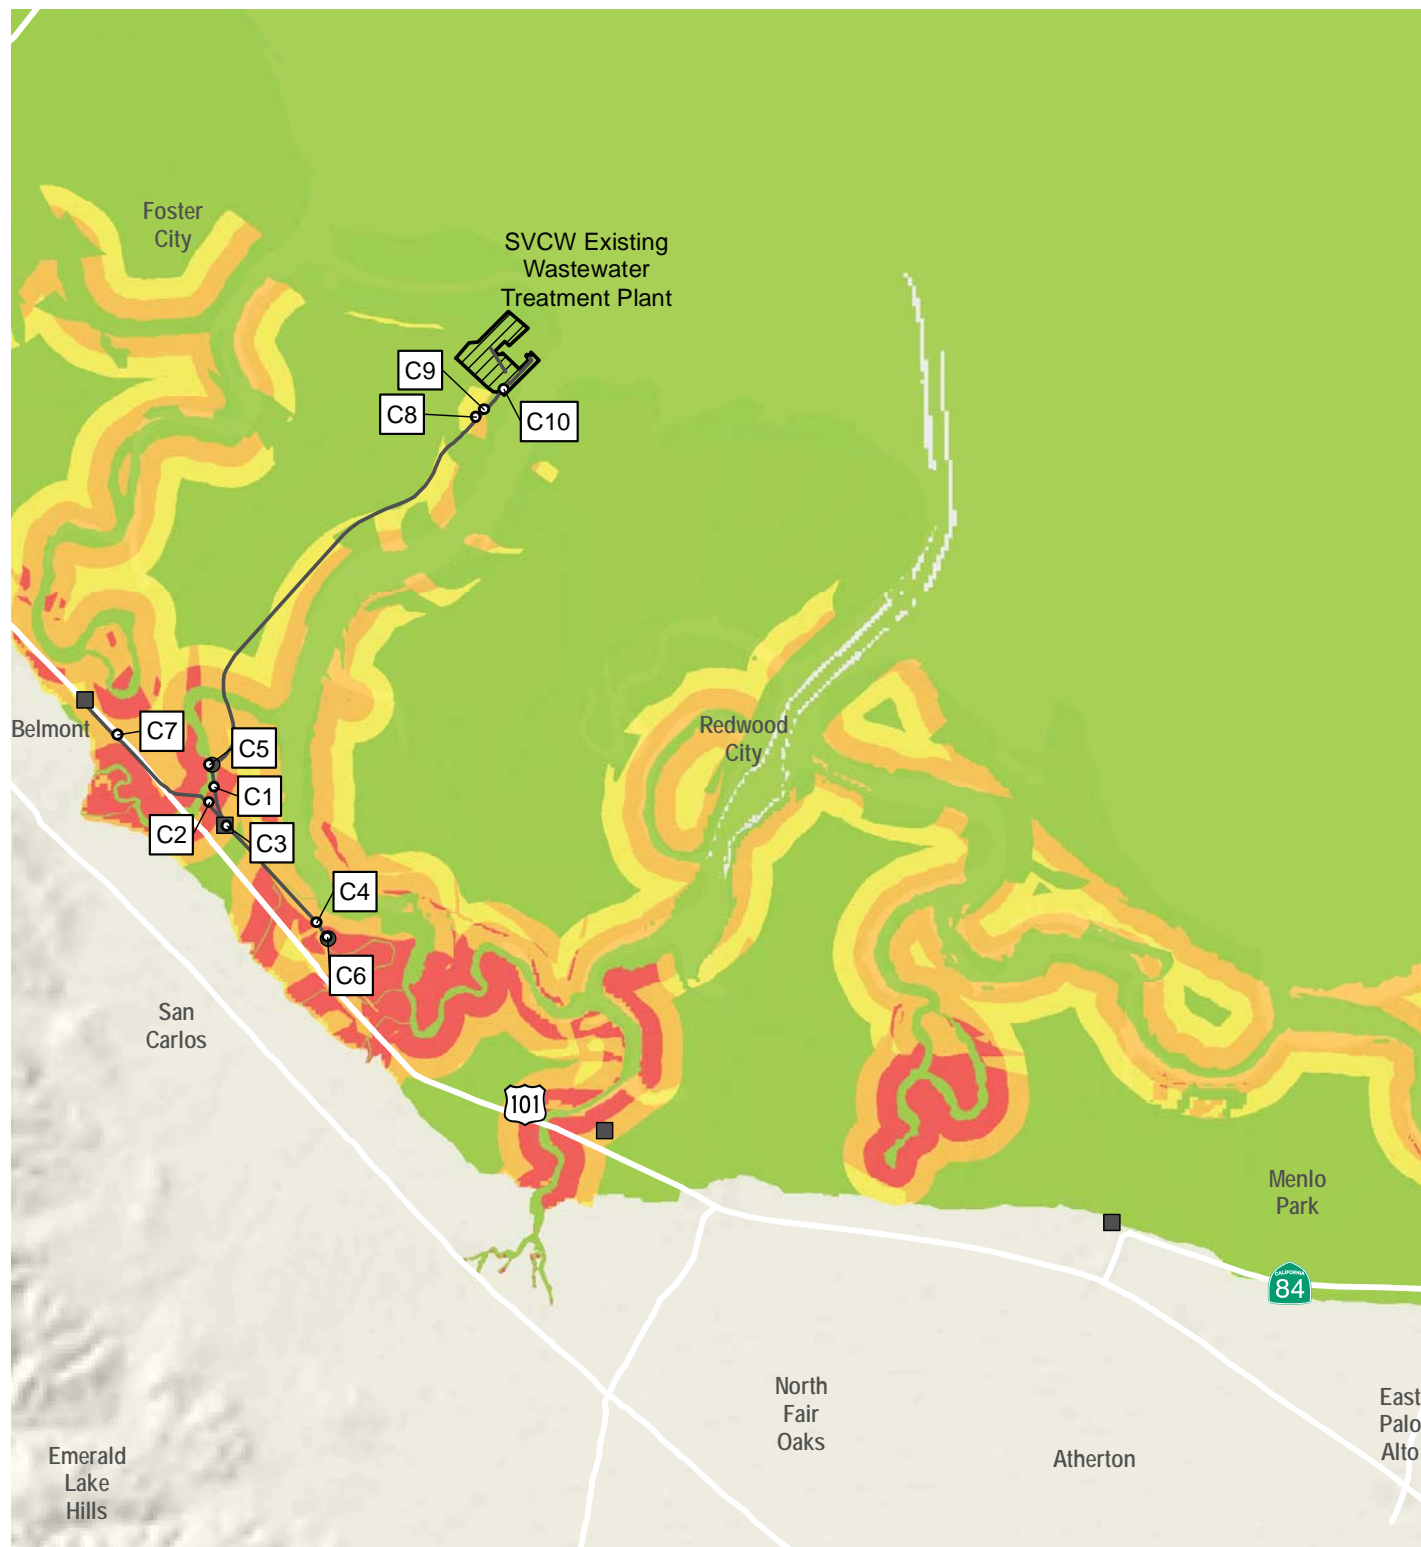 Foster
City
SVCW Existing
Wastewater
Treatment Plant
C9
C8
C10
Belmont
C7
C5
C1
C2
C3
C4
C6
Redwood
City
San
Carlos
101
Menlo
Park
CALIFORNIA
84
North
Fair
Oaks
East
Palo
Alto
Emerald
Lake
Hills
Atherton